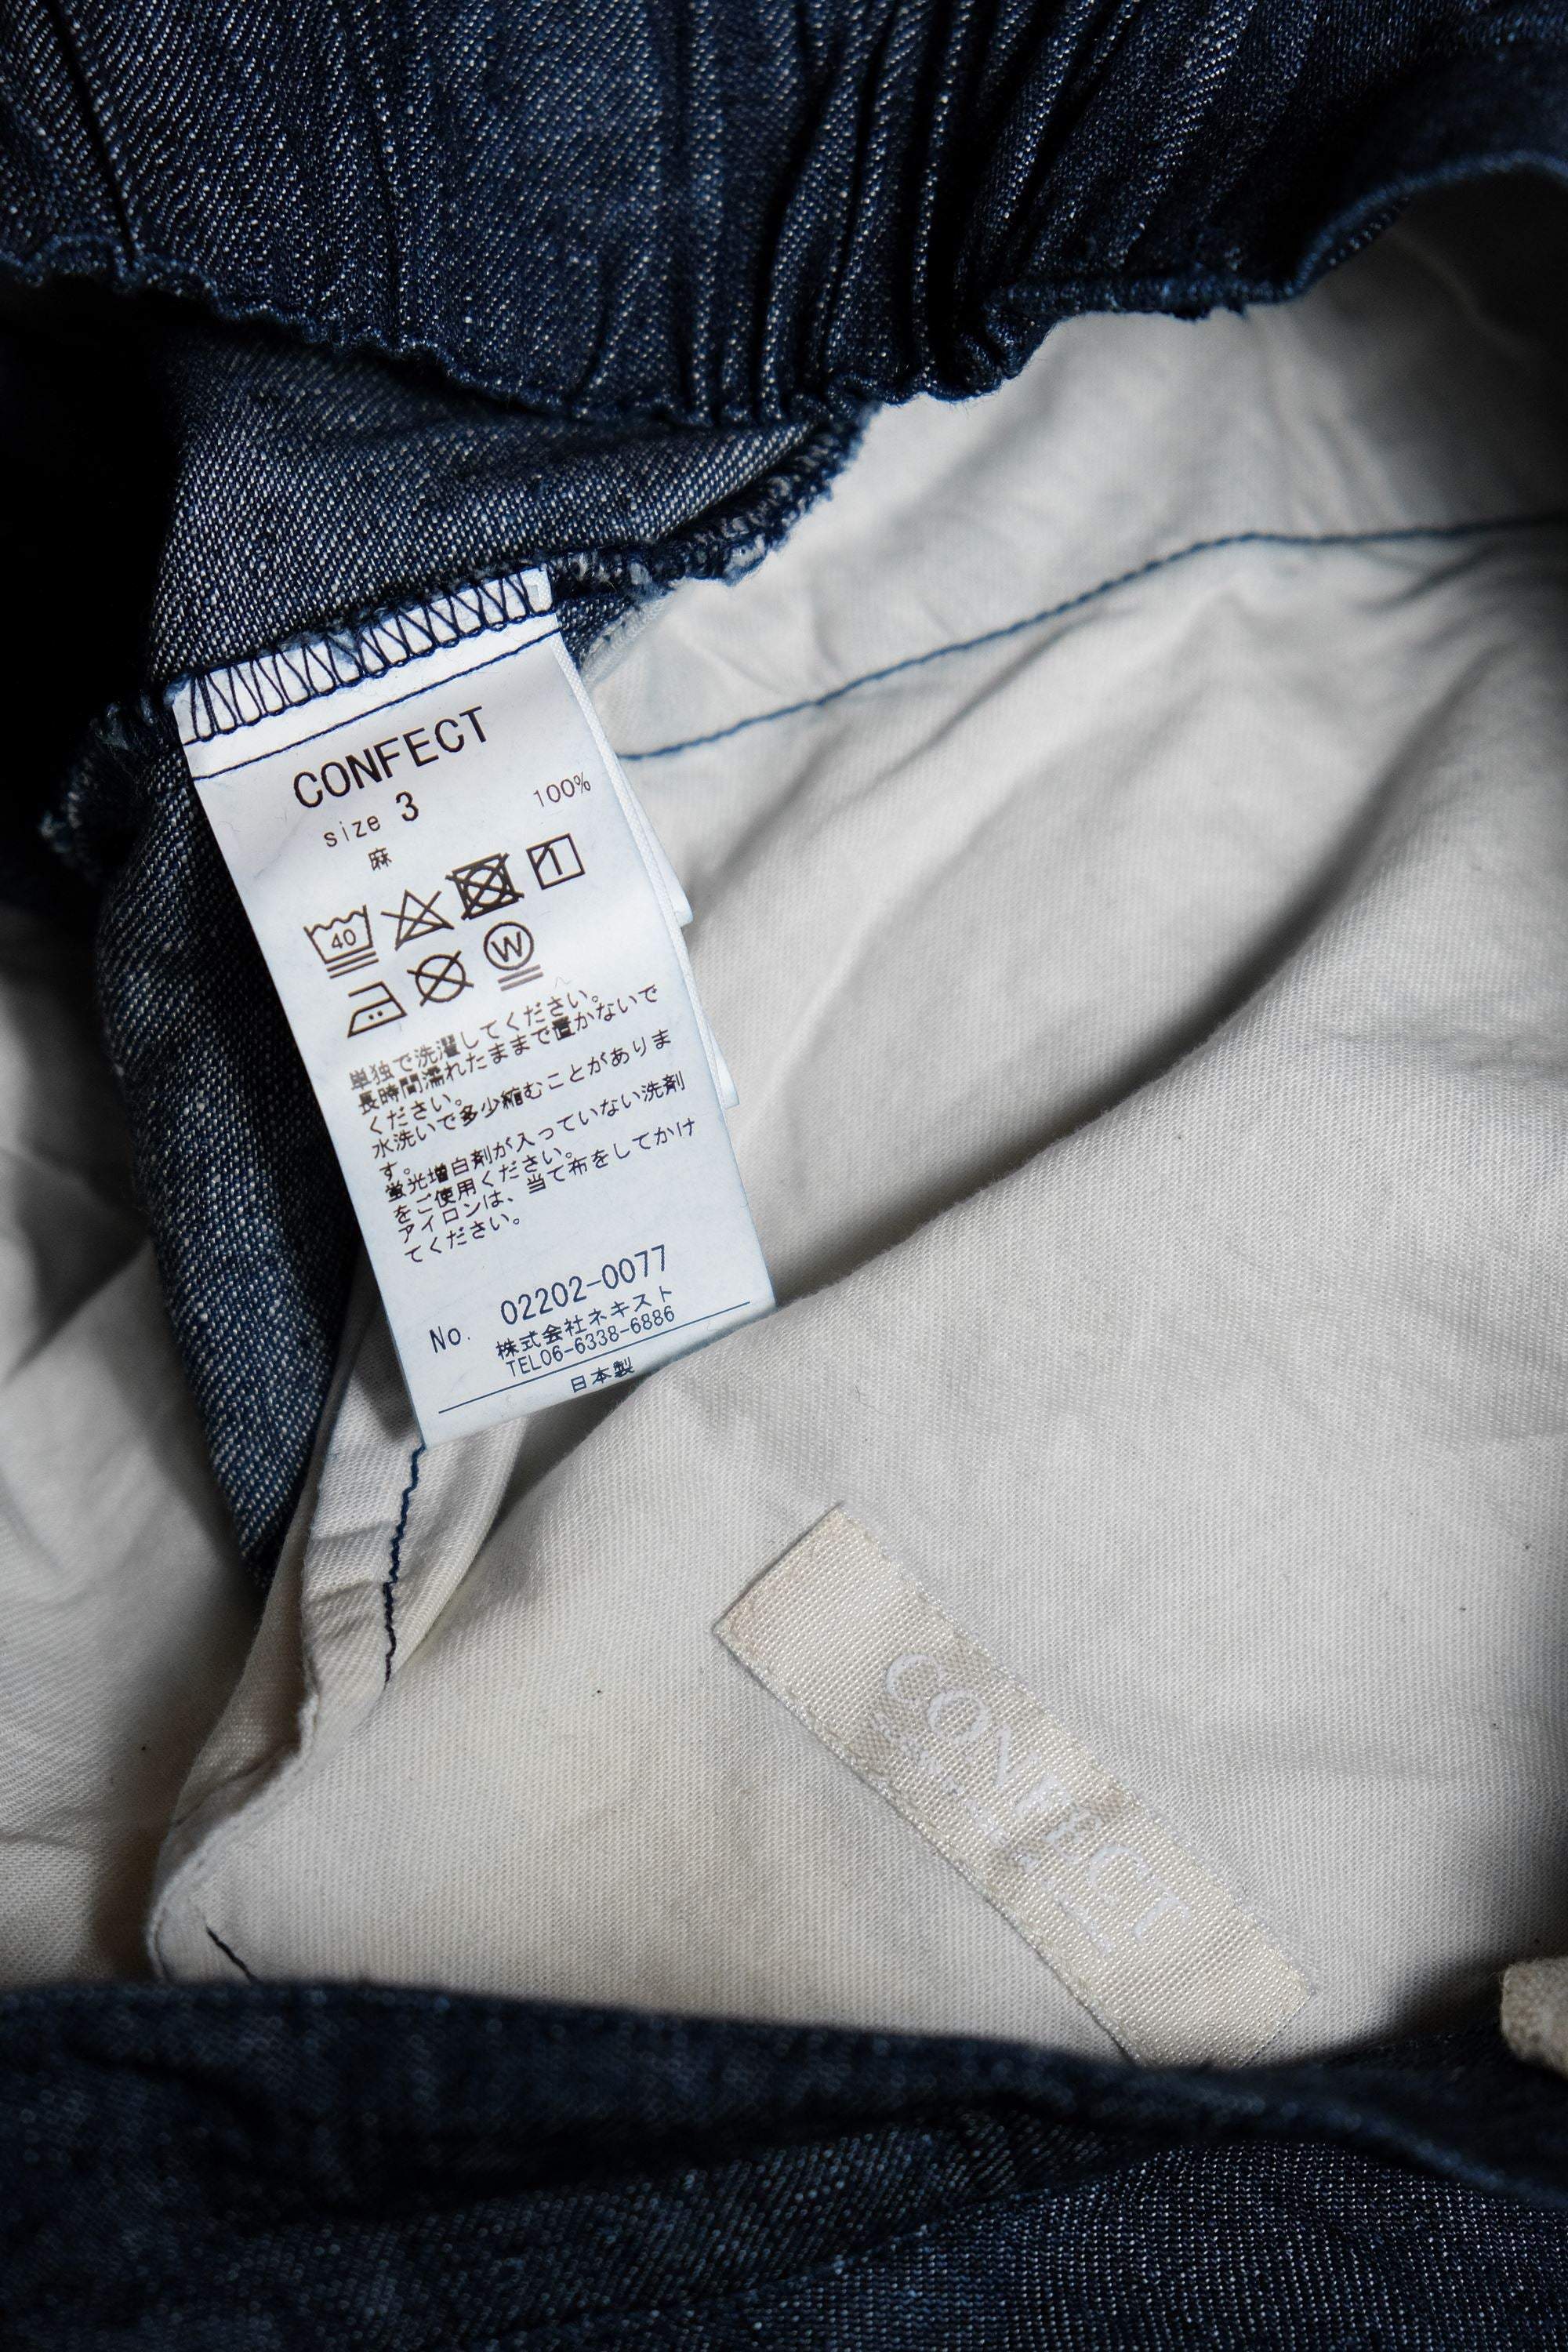 CONFECT
size 3
麻 100%
40
W
単独で洗濯してください。
長時間濡れたままで置かないで
ください。
水洗いで多少縮むことがありま
す。
蛍光増白剤が入っていない洗剤
をご使用ください。
アイロンは、当て布をしてかけ
てください。
No. 02202-0077
株式会社ネキスト
TEL06-6338-6886
日本製
CONFECT